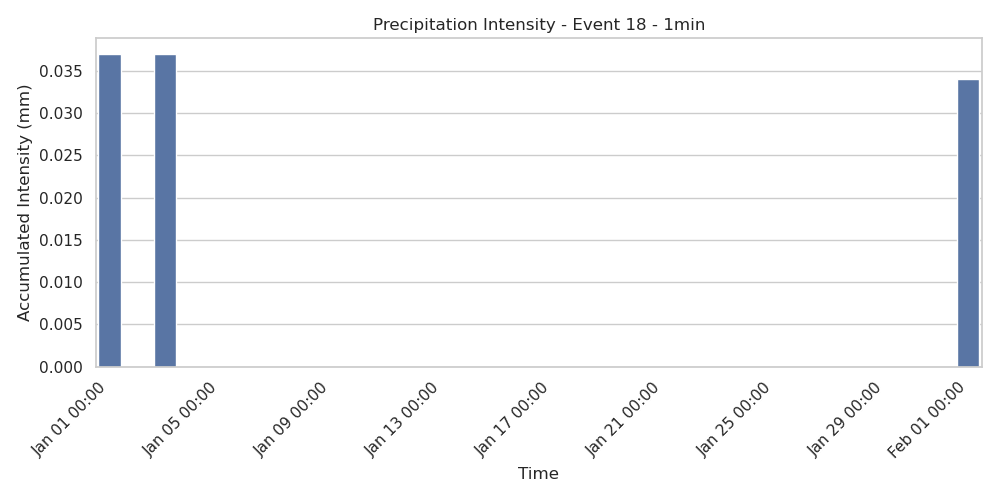 Precipitation Intensity - Event 18 - 1min
Accumulated Intensity (mm)
0.035
0.030
0.025
0.020
0.015
0.010
0.005
0.000
Jan 01 00:00
Jan 05 00:00
Jan 09 00:00
Jan 13 00:00
Jan 17 00:00
Jan 21 00:00
Jan 25 00:00
Jan 29 00:00
Feb 01 00:00
Time